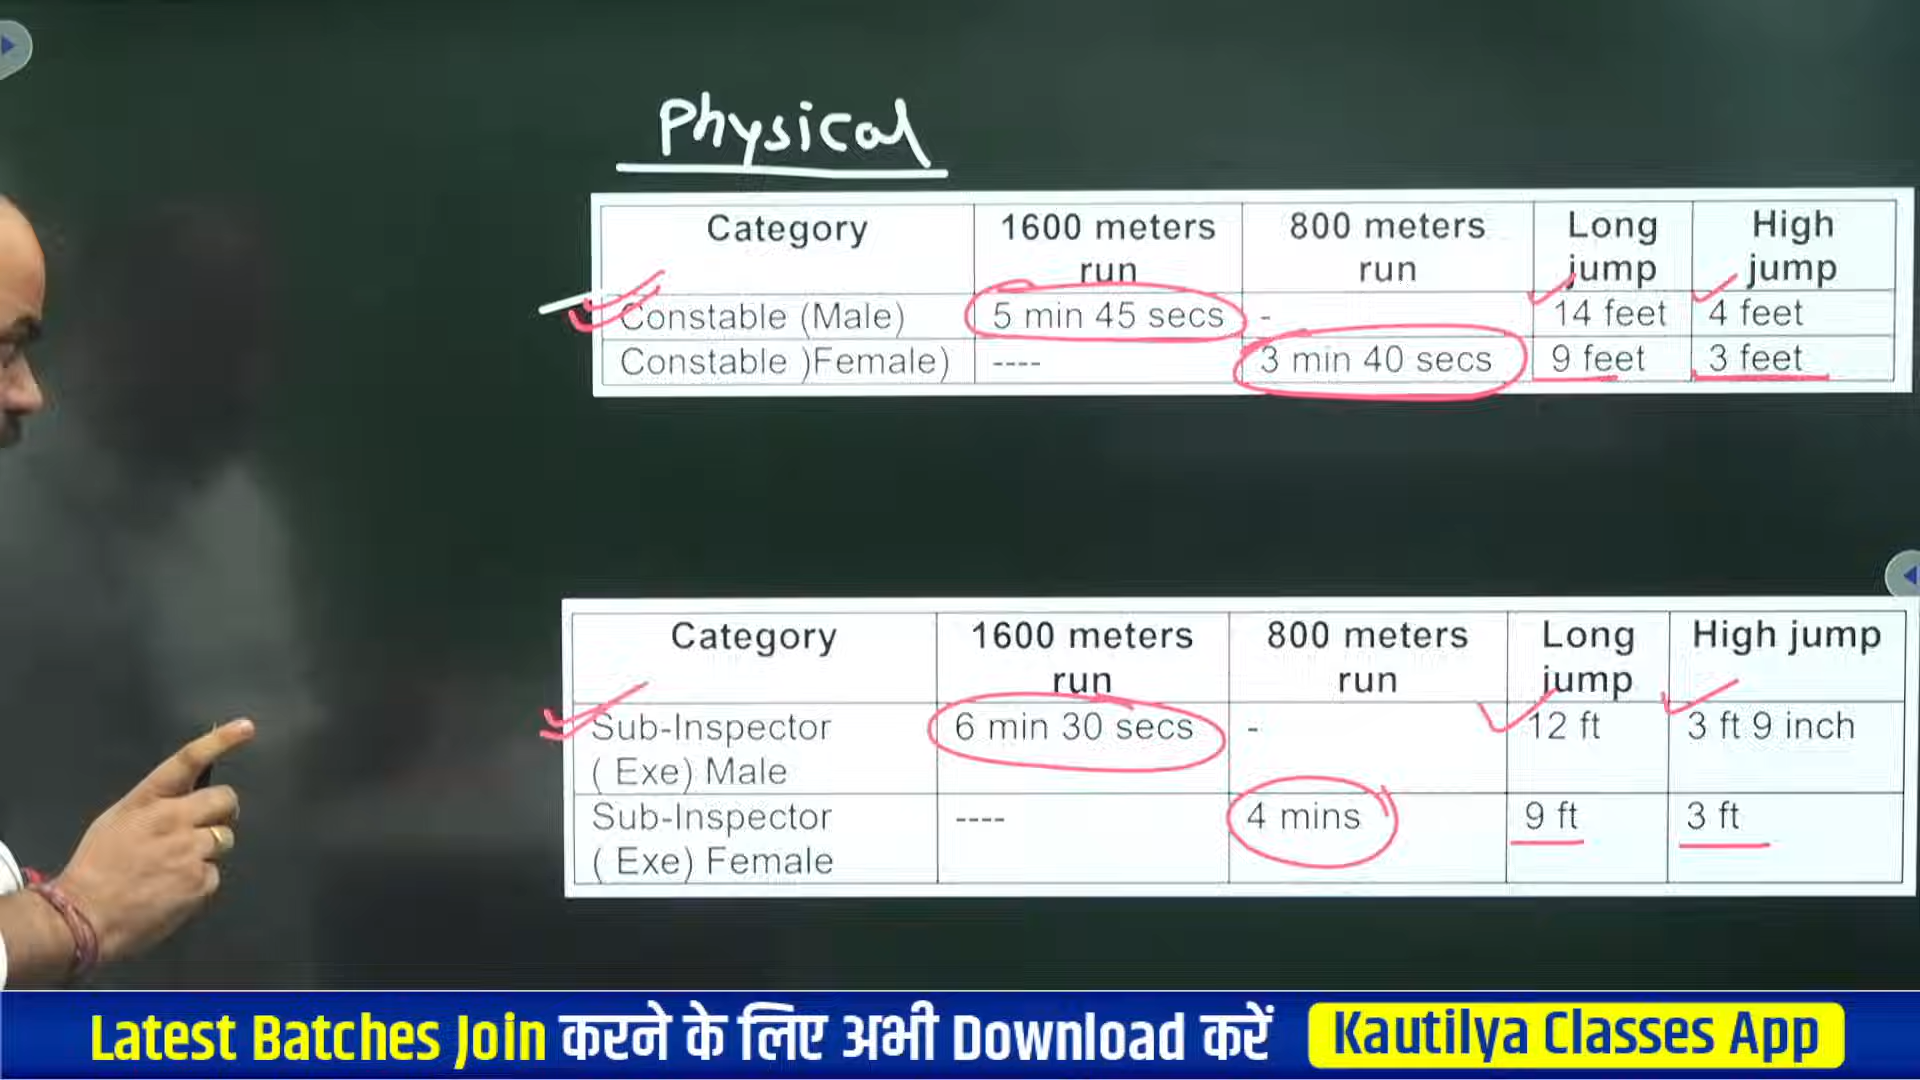 Physical
Category 1600 meters run 800 meters run Long jump High jump
Constable (Male) 5 min 45 secs - 14 feet 4 feet
Constable )Female) ---- 3 min 40 secs 9 feet 3 feet
Category 1600 meters run 800 meters run Long jump High jump
Sub-Inspector ( Exe) Male 6 min 30 secs - 12 ft 3 ft 9 inch
Sub-Inspector ( Exe) Female ---- 4 mins 9 ft 3 ft
Latest Batches Join करने के लिए अभी Download करें Kautilya Classes App